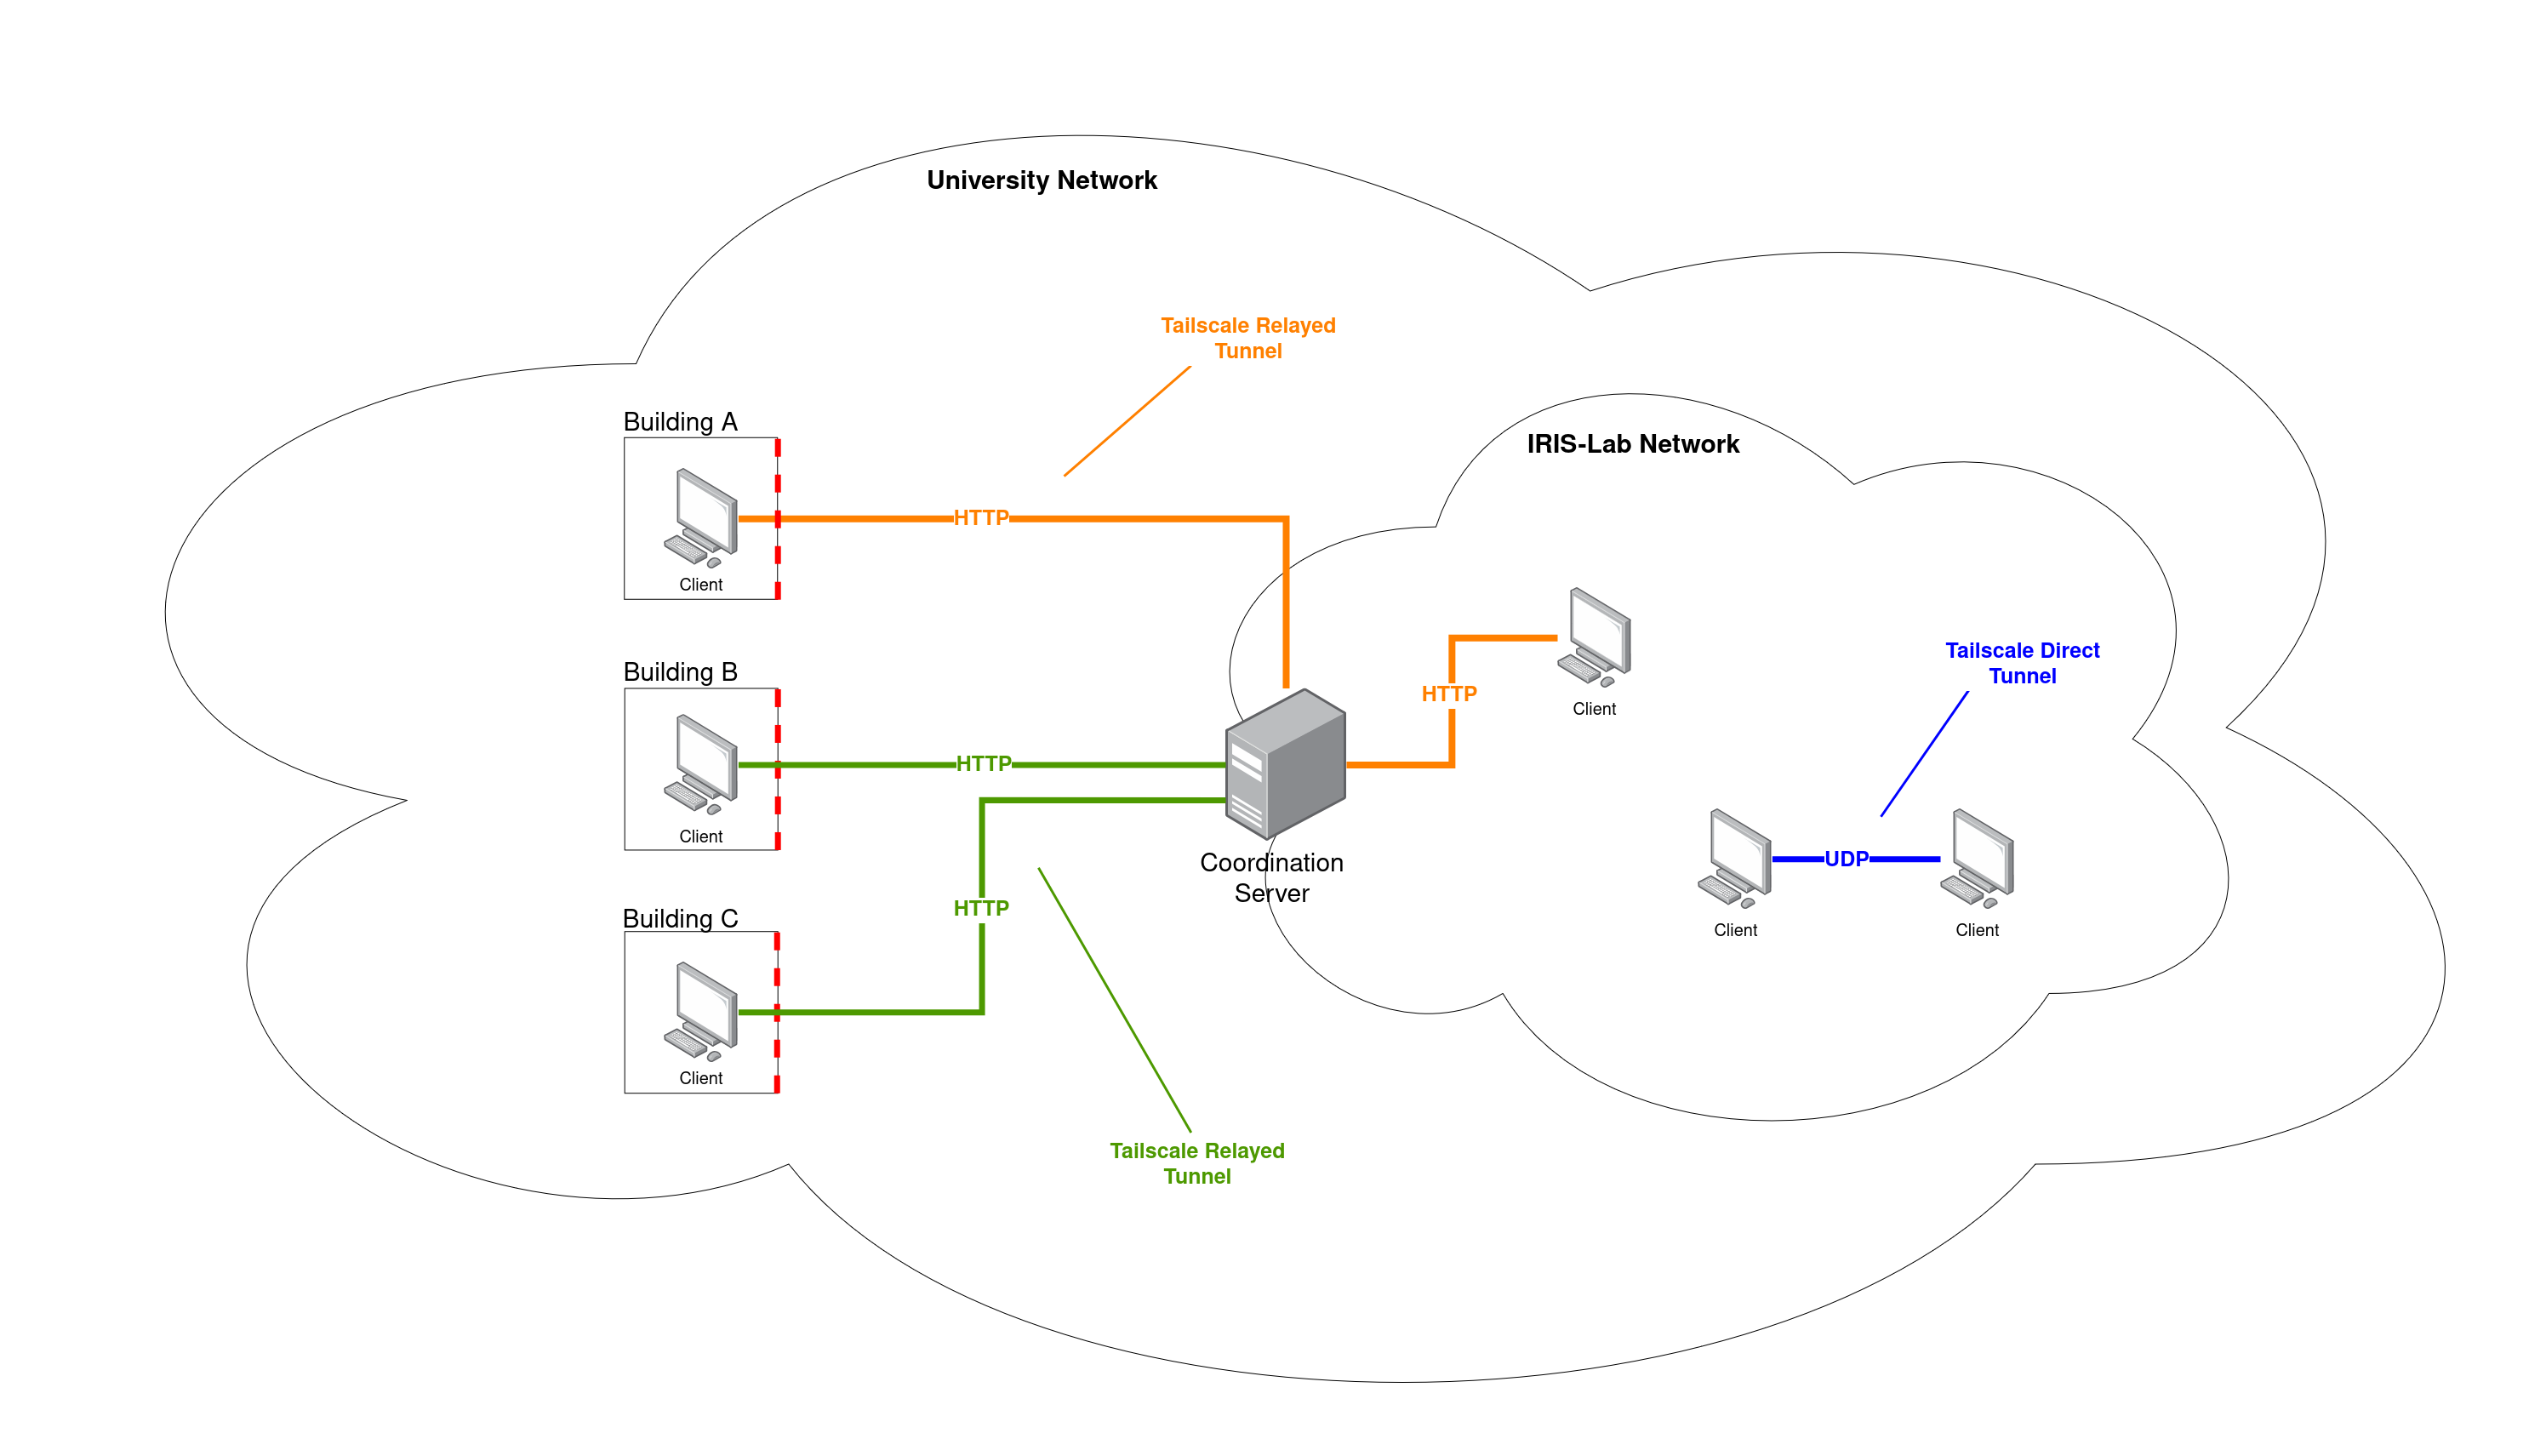 University Network
Tailscale Relayed
Tunnel
Building A
IRIS-Lab Network
HTTP
Client
Tailscale Direct
Tunnel
Building B
HTTP
Client
HTTP
Client
UDP
Coordination
Server
Building C
HTTP
Client
Client
Client
Tailscale Relayed
Tunnel